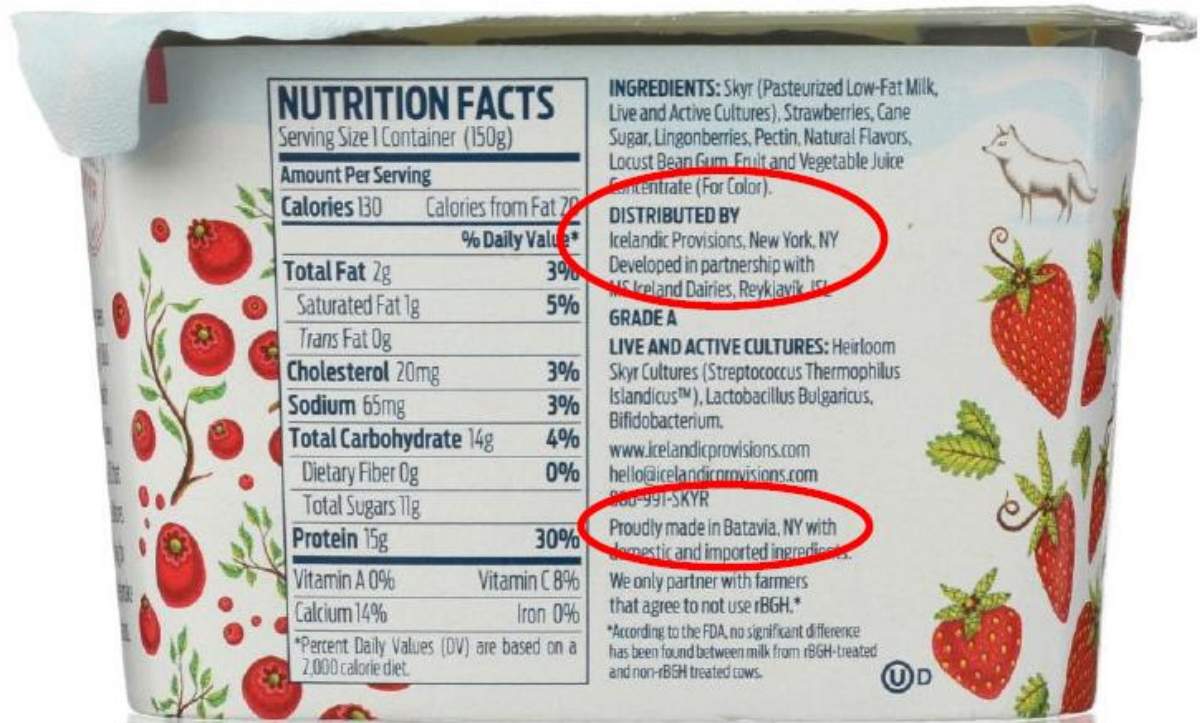 NUTRITION FACTS
Serving Size 1 Container (150g)
Amount Per Serving
Calories 130 Calories from Fat 20
% Daily Value*
Total Fat 2g 3%
Saturated Fat 1g 5%
Trans Fat 0g
Cholesterol 20mg 3%
Sodium 65mg 3%
Total Carbohydrate 14g 4%
Dietary Fiber 0g 0%
Total Sugars 11g
Protein 15g 30%
Vitamin A 0% Vitamin C 8%
Calcium 14% Iron 0%
*Percent Daily Values (DV) are based on a
2,000 calorie diet.
INGREDIENTS: Skyr (Pasteurized Low-Fat Milk,
Live and Active Cultures), Strawberries, Cane
Sugar, Lingonberries, Pectin, Natural Flavors,
Locust Bean Gum, Fruit and Vegetable Juice
Concentrate (For Color).
DISTRIBUTED BY
Icelandic Provisions, New York, NY
Developed in partnership with
MS Iceland Dairies, Reykjavik, ISL
GRADE A
LIVE AND ACTIVE CULTURES: Heirloom
Skyr Cultures (Streptococcus Thermophilus
Islandicus™), Lactobacillus Bulgaricus,
Bifidobacterium.
www.icelandicprovisions.com
hello@icelandicprovisions.com
860-991-SKYR
Proudly made in Batavia, NY with
domestic and imported ingredients.
We only partner with farmers
that agree to not use rBGH.*
*According to the FDA, no significant difference
has been found between milk from rBGH-treated
and non-rBGH treated cows.
U D